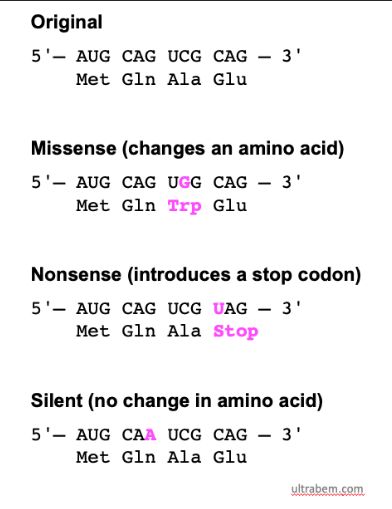 Original
5'— AUG CAG UCG CAG — 3'
Met Gln Ala Glu
Missense (changes an amino acid)
5'— AUG CAG UGG CAG — 3'
Met Gln Trp Glu
Nonsense (introduces a stop codon)
5'— AUG CAG UCG UAG — 3'
Met Gln Ala Stop
Silent (no change in amino acid)
5'— AUG CAA UCG CAG — 3'
Met Gln Ala Glu
ultrabem.com